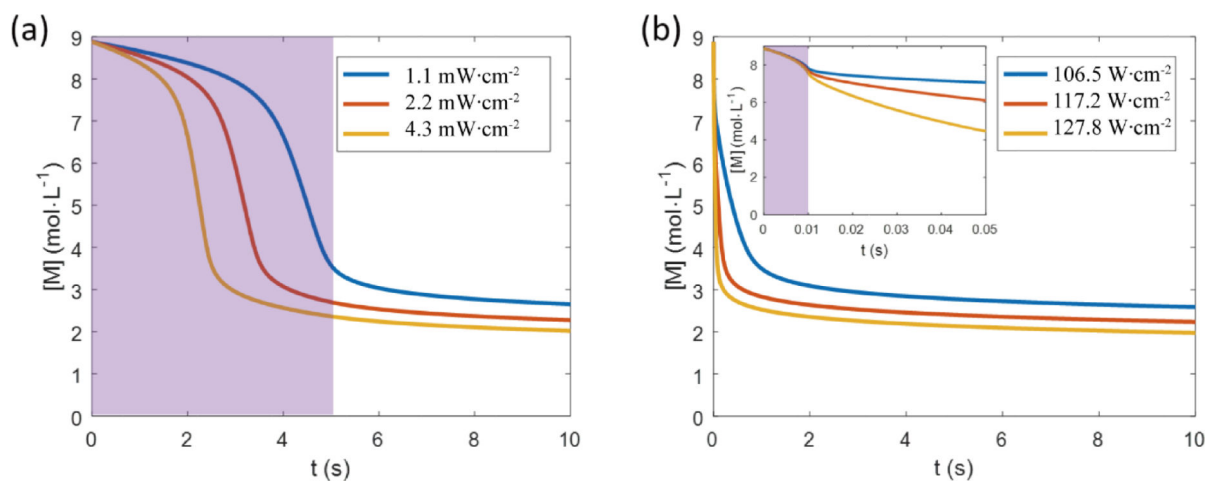 (a)
[M] (mol·L⁻¹)
9
8
7
6
5
4
3
2
1
0
1.1 mW·cm⁻²
2.2 mW·cm⁻²
4.3 mW·cm⁻²
0 2 4 6 8 10
t (s)
(b)
[M] (mol·L⁻¹)
9
8
7
6
5
4
3
2
1
0
[M] (mol·L⁻¹)
8
6
4
2
0
0 0.01 0.02 0.03 0.04 0.05
t (s)
106.5 W·cm⁻²
117.2 W·cm⁻²
127.8 W·cm⁻²
0 2 4 6 8 10
t (s)